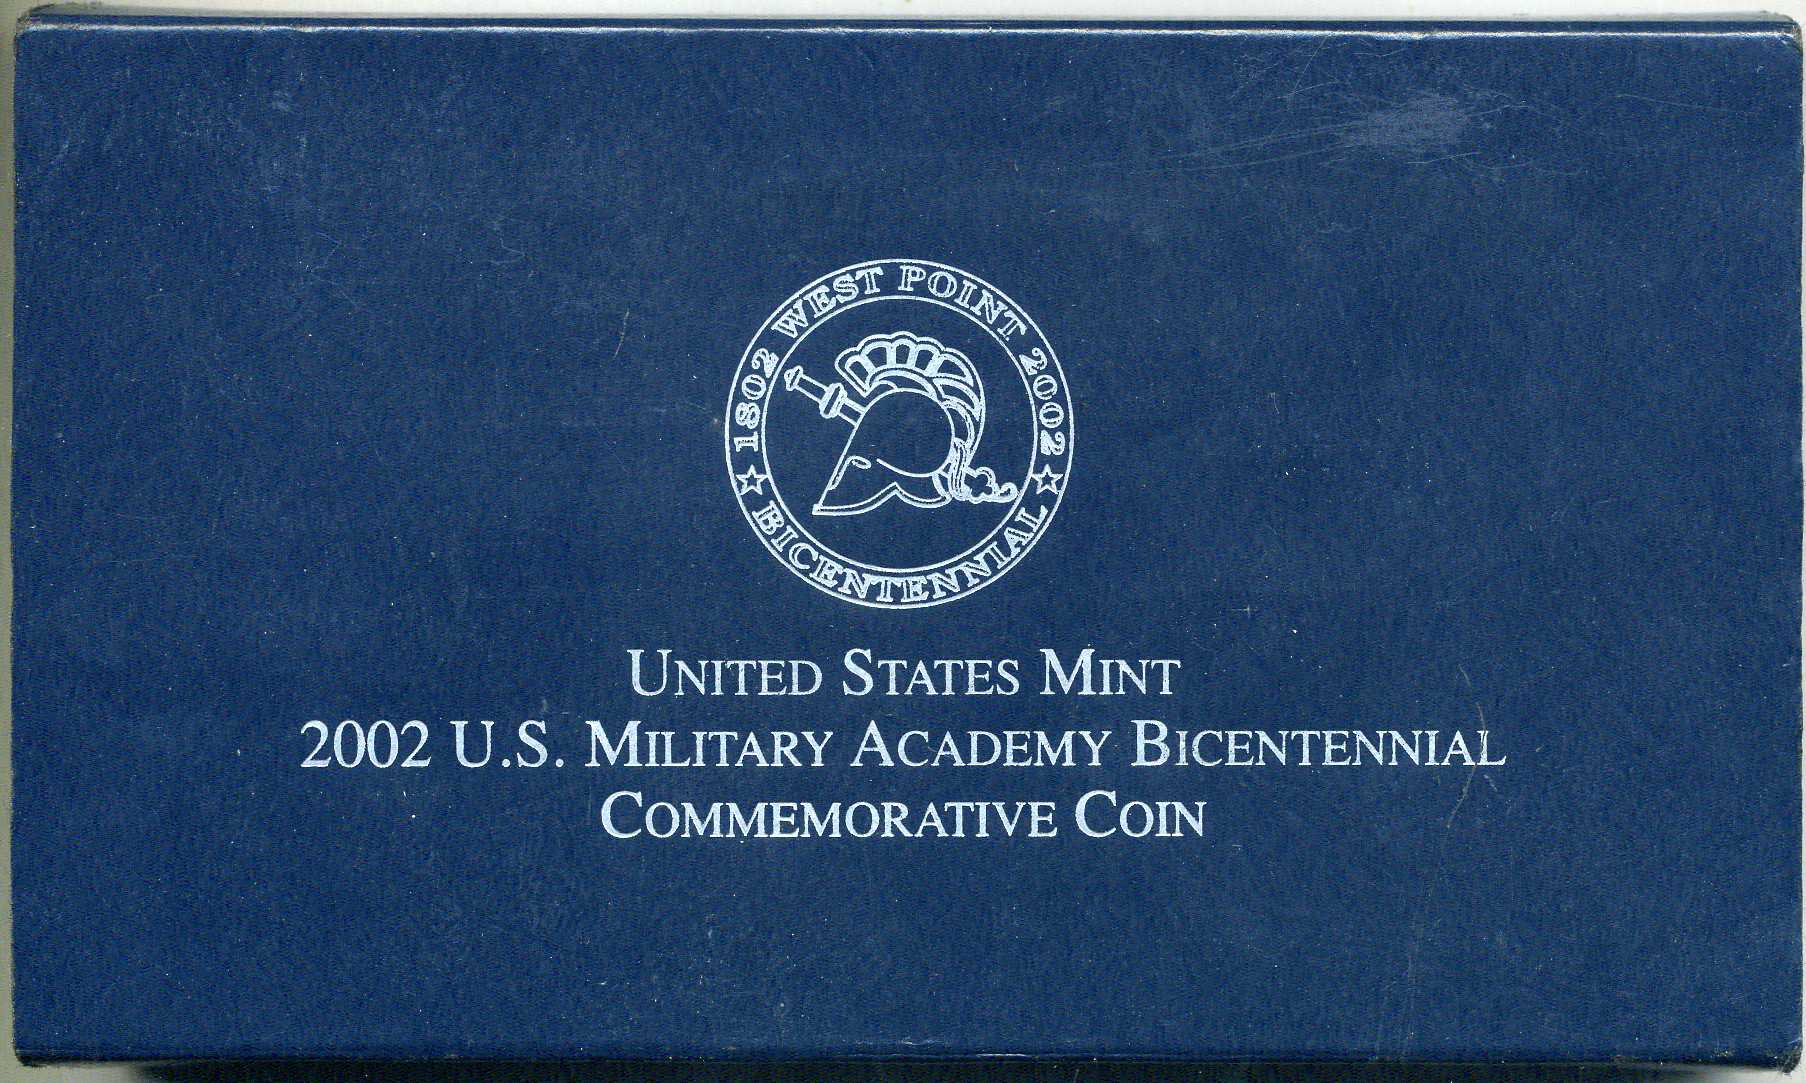 1802 WEST POINT 2002
BICENTENNIAL
UNITED STATES MINT
2002 U.S. MILITARY ACADEMY BICENTENNIAL
COMMEMORATIVE COIN